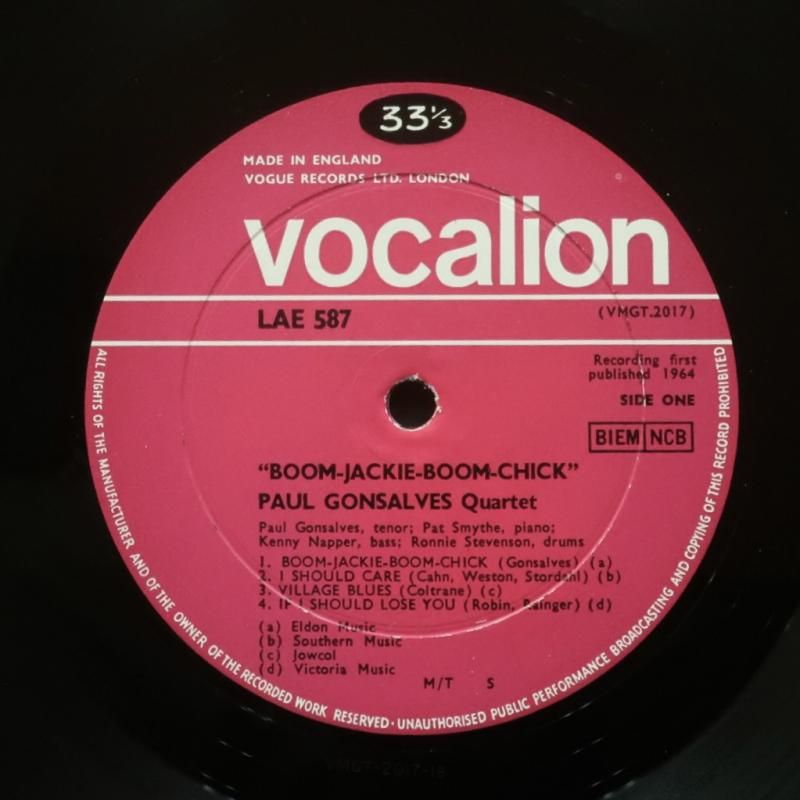 33⅓
MADE IN ENGLAND
VOGUE RECORDS LTD. LONDON
vocalion
LAE 587
(VMGT.2017)
Recording first
published 1964
SIDE ONE
BIEM NCB
"BOOM-JACKIE-BOOM-CHICK"
PAUL GONSALVES Quartet
Paul Gonsalves, tenor; Pat Smythe, piano;
Kenny Napper, bass; Ronnie Stevenson, drums
1. BOOM-JACKIE-BOOM-CHICK (Gonsalves) (a)
2. I SHOULD CARE (Cahn, Weston, Stordahl) (b)
3. VILLAGE BLUES (Coltrane) (c)
4. IF I SHOULD LOSE YOU (Robin, Rainger) (d)
(a) Eldon Music
(b) Southern Music
(c) Jowcol
(d) Victoria Music
M/T S
ALL RIGHTS OF THE MANUFACTURER AND OF THE OWNER OF THE RECORDED WORK RESERVED · UNAUTHORISED PUBLIC PERFORMANCE BROADCASTING AND COPYING OF THIS RECORD PROHIBITED
VMGT-2017-1B